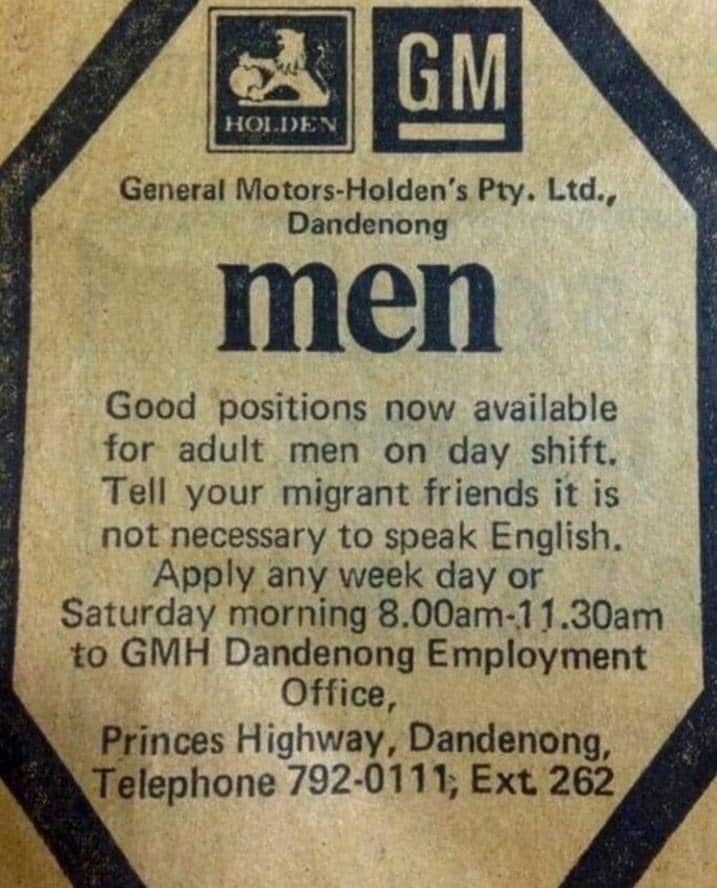 HOLDEN
GM
General Motors-Holden's Pty. Ltd.,
Dandenong
men
Good positions now available
for adult men on day shift.
Tell your migrant friends it is
not necessary to speak English.
Apply any week day or
Saturday morning 8.00am-11.30am
to GMH Dandenong Employment
Office,
Princes Highway, Dandenong,
Telephone 792-0111; Ext. 262